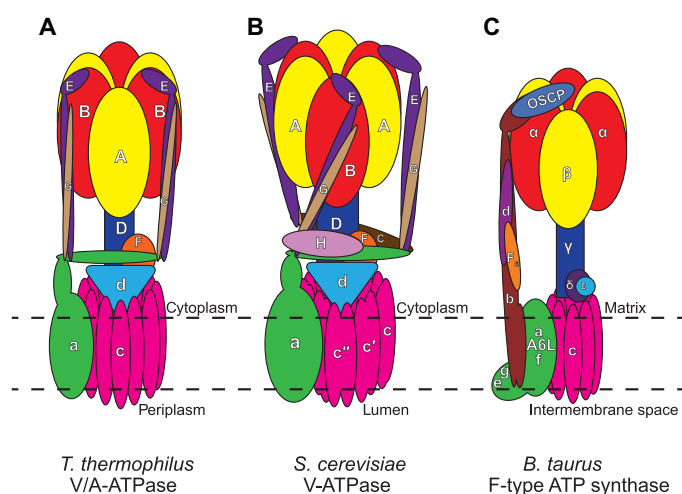 A
B
C
E
E
B
B
A
G
G
D
F
d
Cytoplasm
a
c
Periplasm
T. thermophilus
V/A-ATPase
E
E
E
A
A
B
G
G
D
F
C
H
d
Cytoplasm
a
c"
c'
c
Lumen
S. cerevisiae
V-ATPase
OSCP
α
α
β
d
F₆
γ
b
δ
ε
Matrix
a
A6L
f
c
g
e
Intermembrane space
B. taurus
F-type ATP synthase